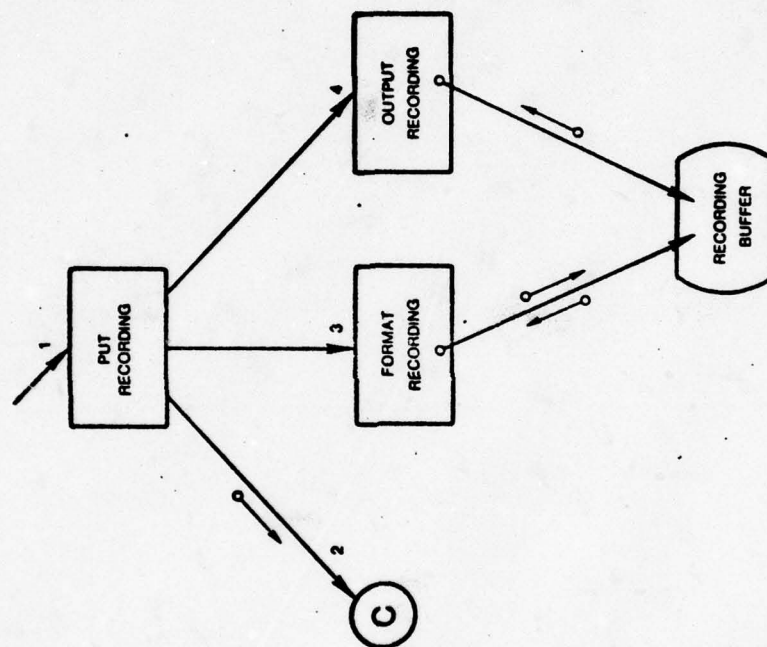 1
PUT
RECORDING
2
3
4
C
FORMAT
RECORDING
OUTPUT
RECORDING
RECORDING
BUFFER